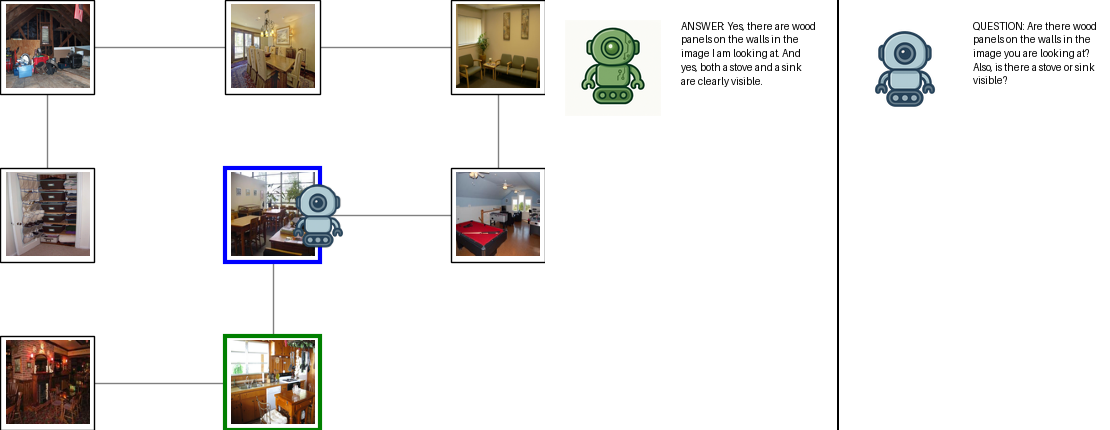 ANSWER: Yes, there are wood
panels on the walls in the
image I am looking at. And
yes, both a stove and a sink
are clearly visible.
QUESTION: Are there wood
panels on the walls in the
image you are looking at?
Also, is there a stove or sink
visible?